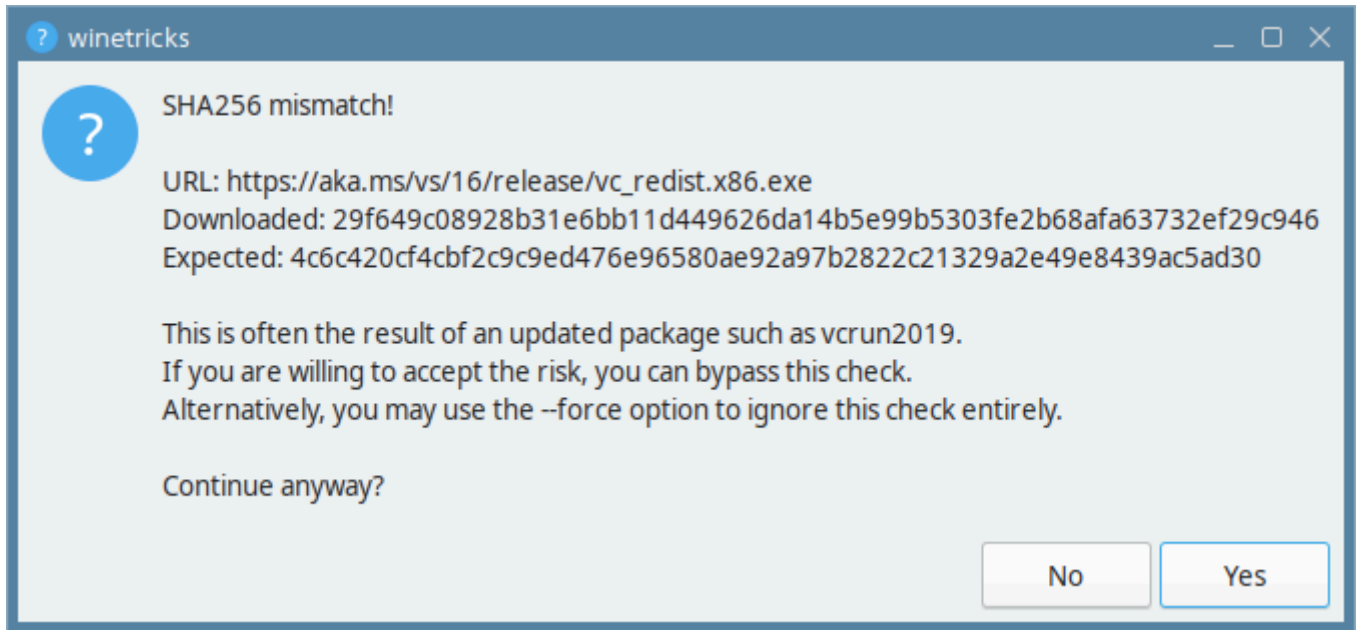 winetricks
SHA256 mismatch!
URL: https://aka.ms/vs/16/release/vc_redist.x86.exe
Downloaded: 29f649c08928b31e6bb11d449626da14b5e99b5303fe2b68afa63732ef29c946
Expected: 4c6c420cf4cbf2c9c9ed476e96580ae92a97b2822c21329a2e49e8439ac5ad30
This is often the result of an updated package such as vcrun2019.
If you are willing to accept the risk, you can bypass this check.
Alternatively, you may use the --force option to ignore this check entirely.
Continue anyway?
No
Yes